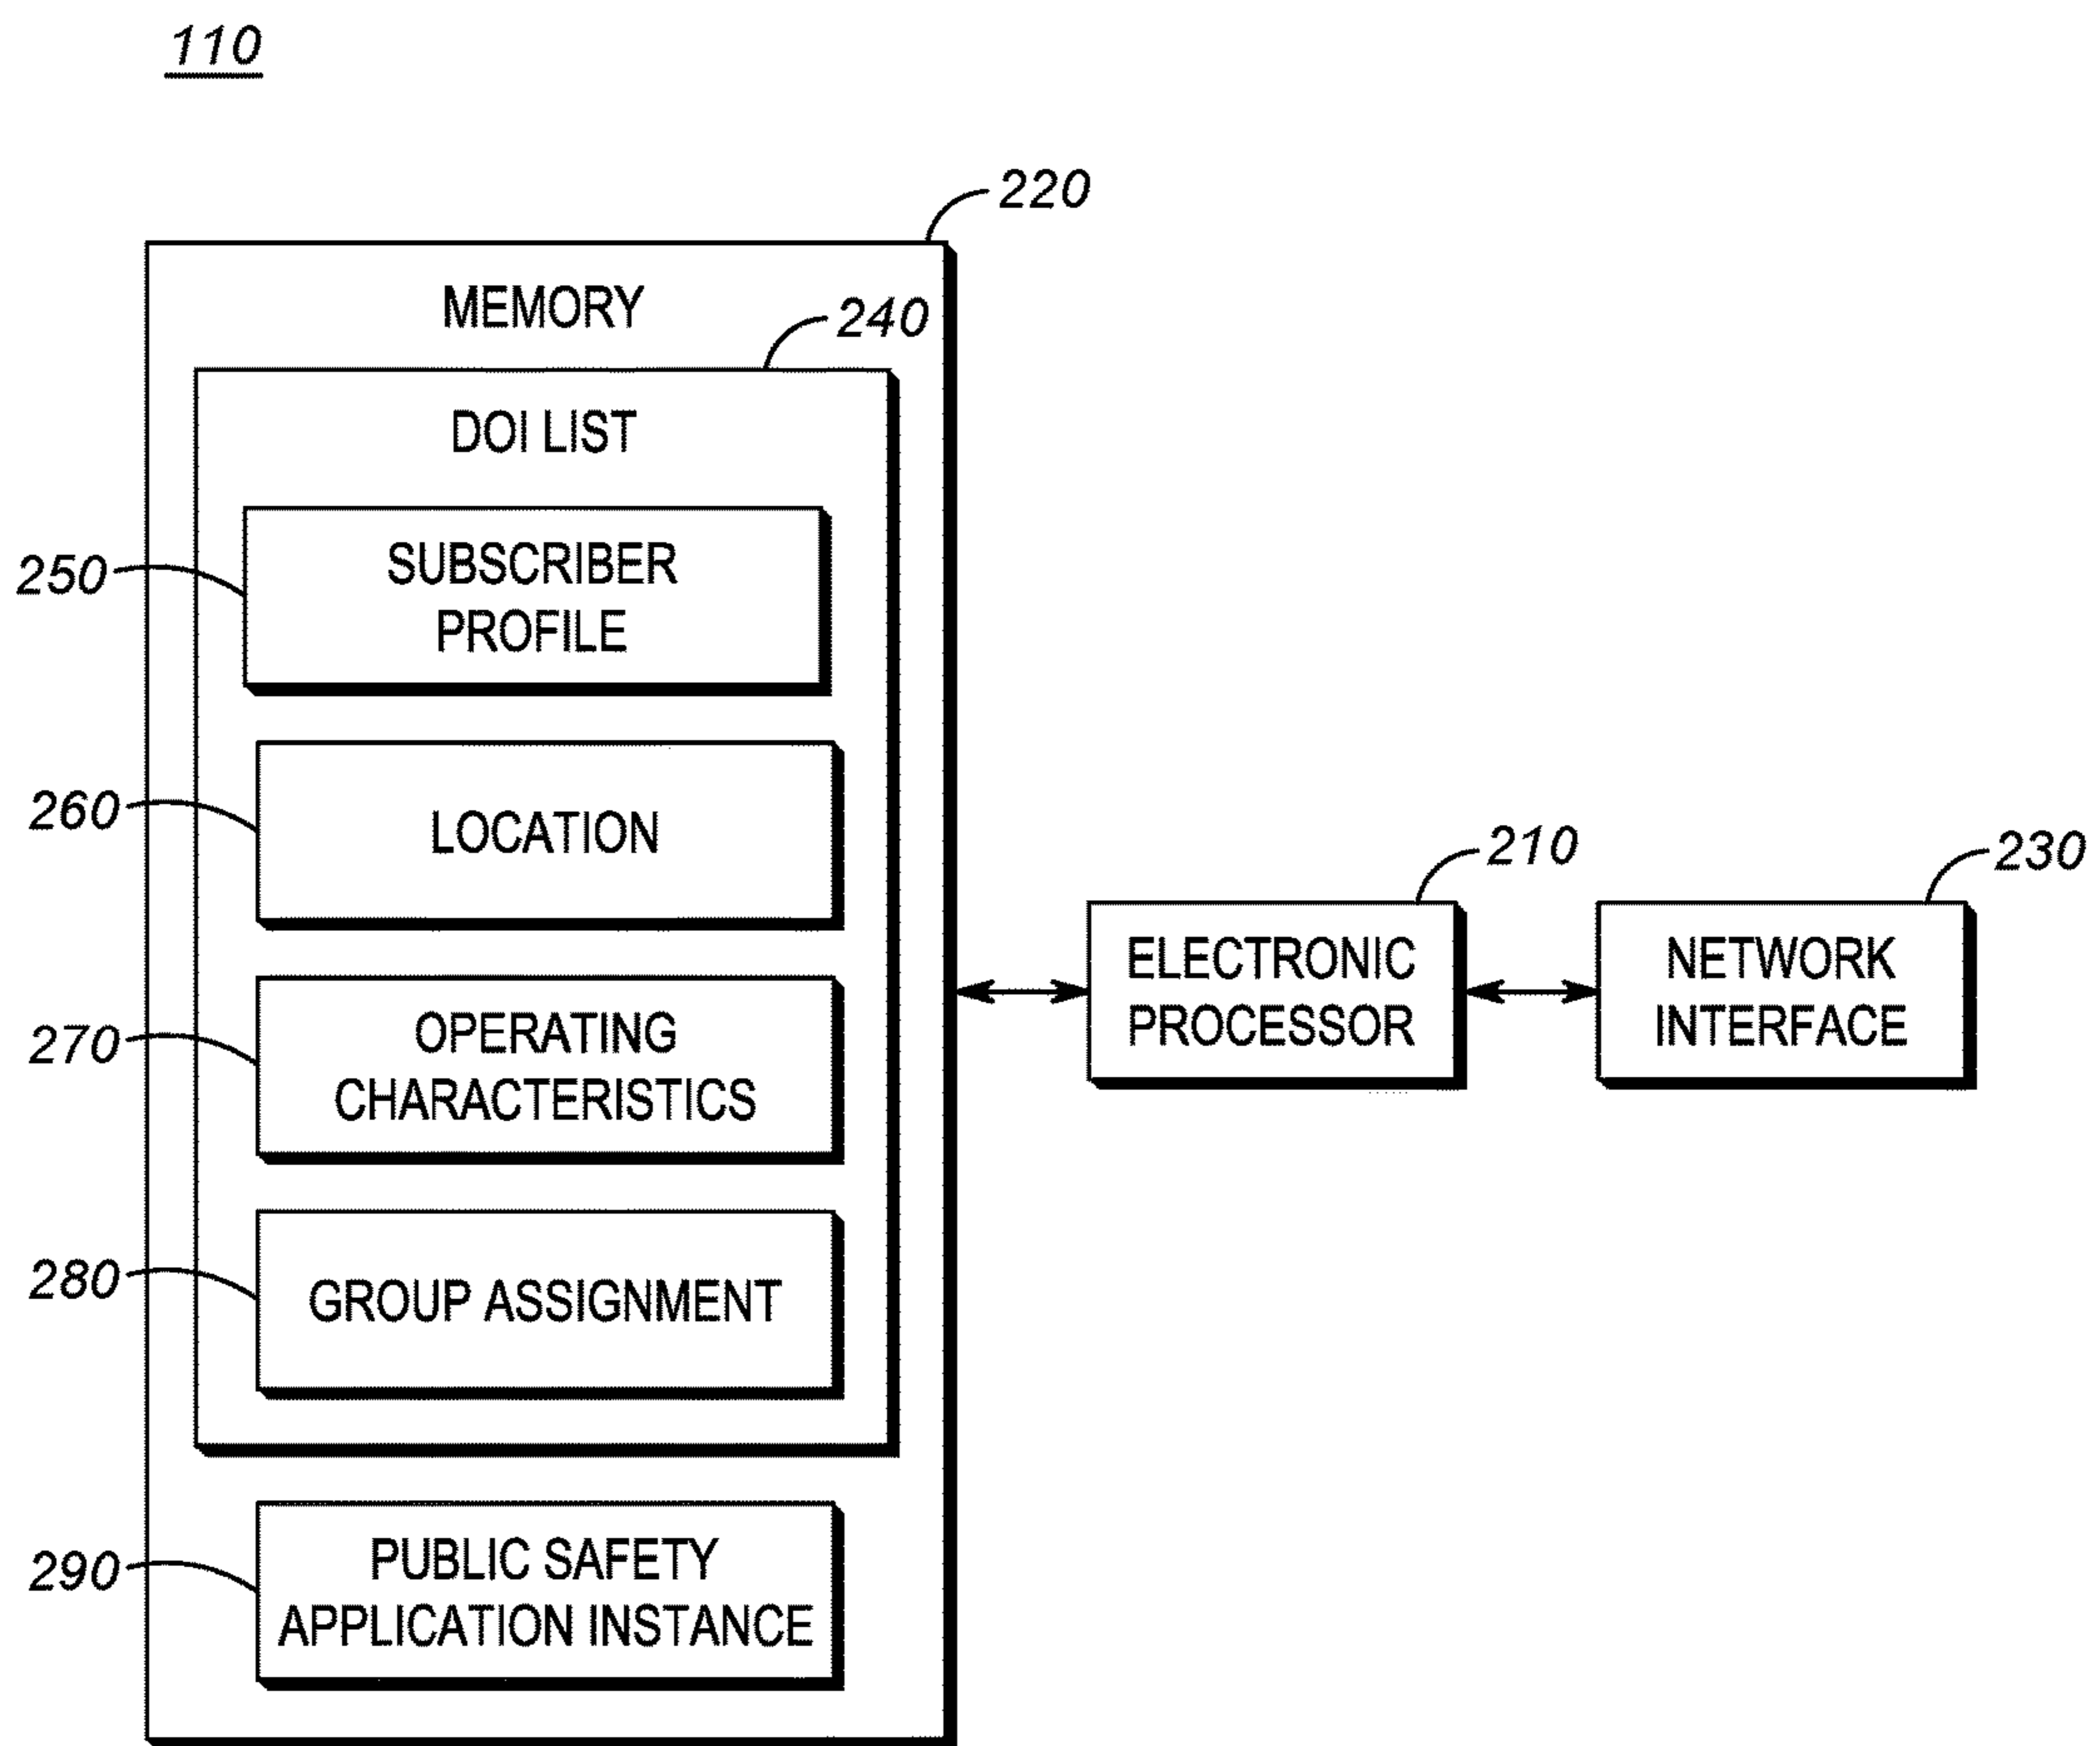 110
220
MEMORY
240
DOI LIST
250
SUBSCRIBER
PROFILE
260
LOCATION
270
OPERATING
CHARACTERISTICS
280
GROUP ASSIGNMENT
290
PUBLIC SAFETY
APPLICATION INSTANCE
210
ELECTRONIC
PROCESSOR
230
NETWORK
INTERFACE